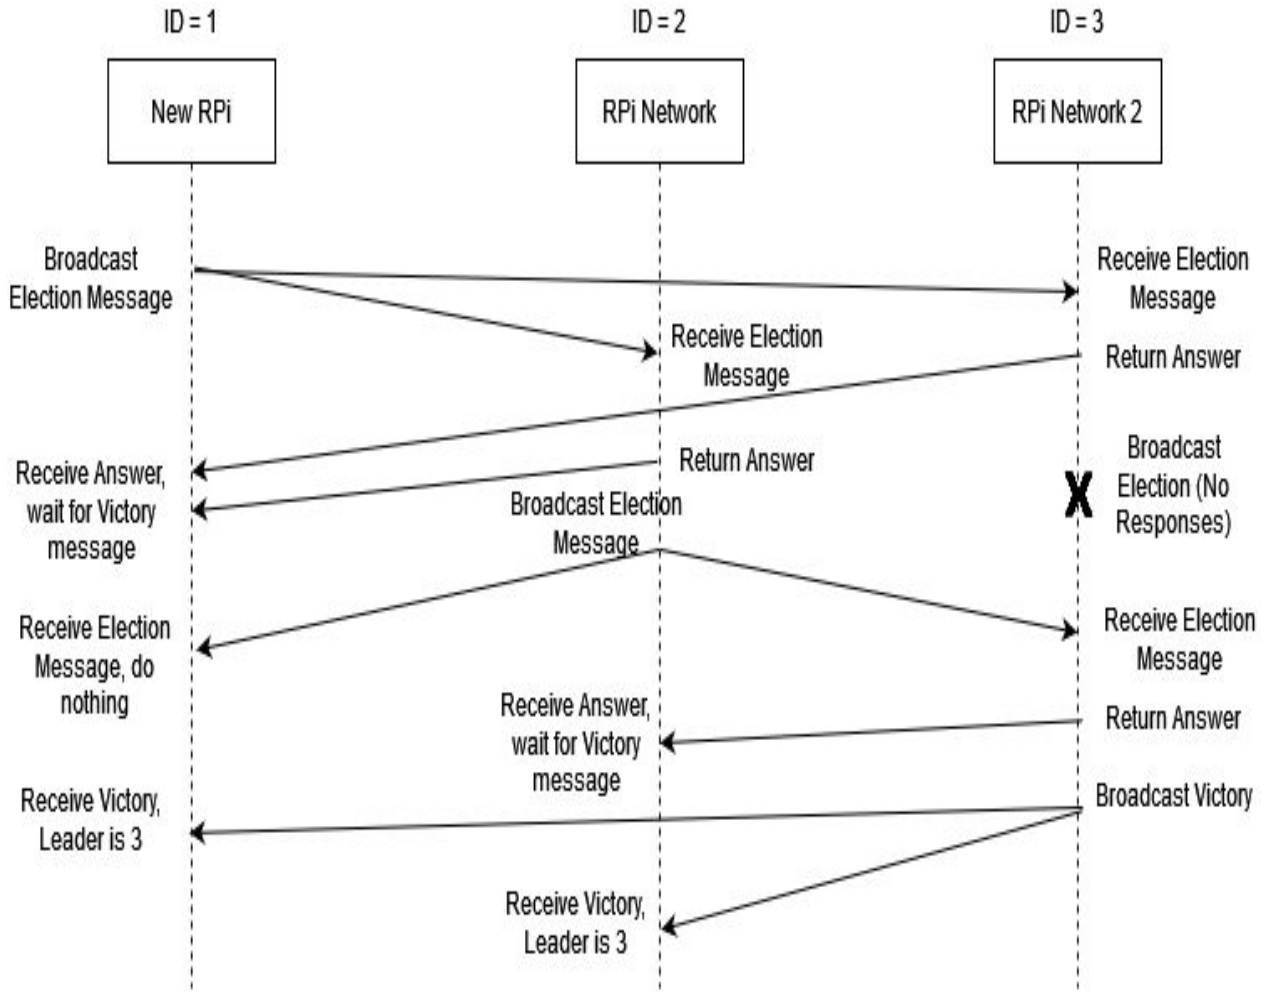 ID = 1
ID = 2
ID = 3
New RPi
RPi Network
RPi Network 2
Broadcast
Election Message
Receive Election
Message
Receive Election
Message
Return Answer
Receive Answer,
wait for Victory
message
Return Answer
Broadcast
Election (No
Responses)
Broadcast Election
Message
Receive Election
Message, do
nothing
Receive Election
Message
Receive Answer,
wait for Victory
message
Return Answer
Receive Victory,
Leader is 3
Broadcast Victory
Receive Victory,
Leader is 3